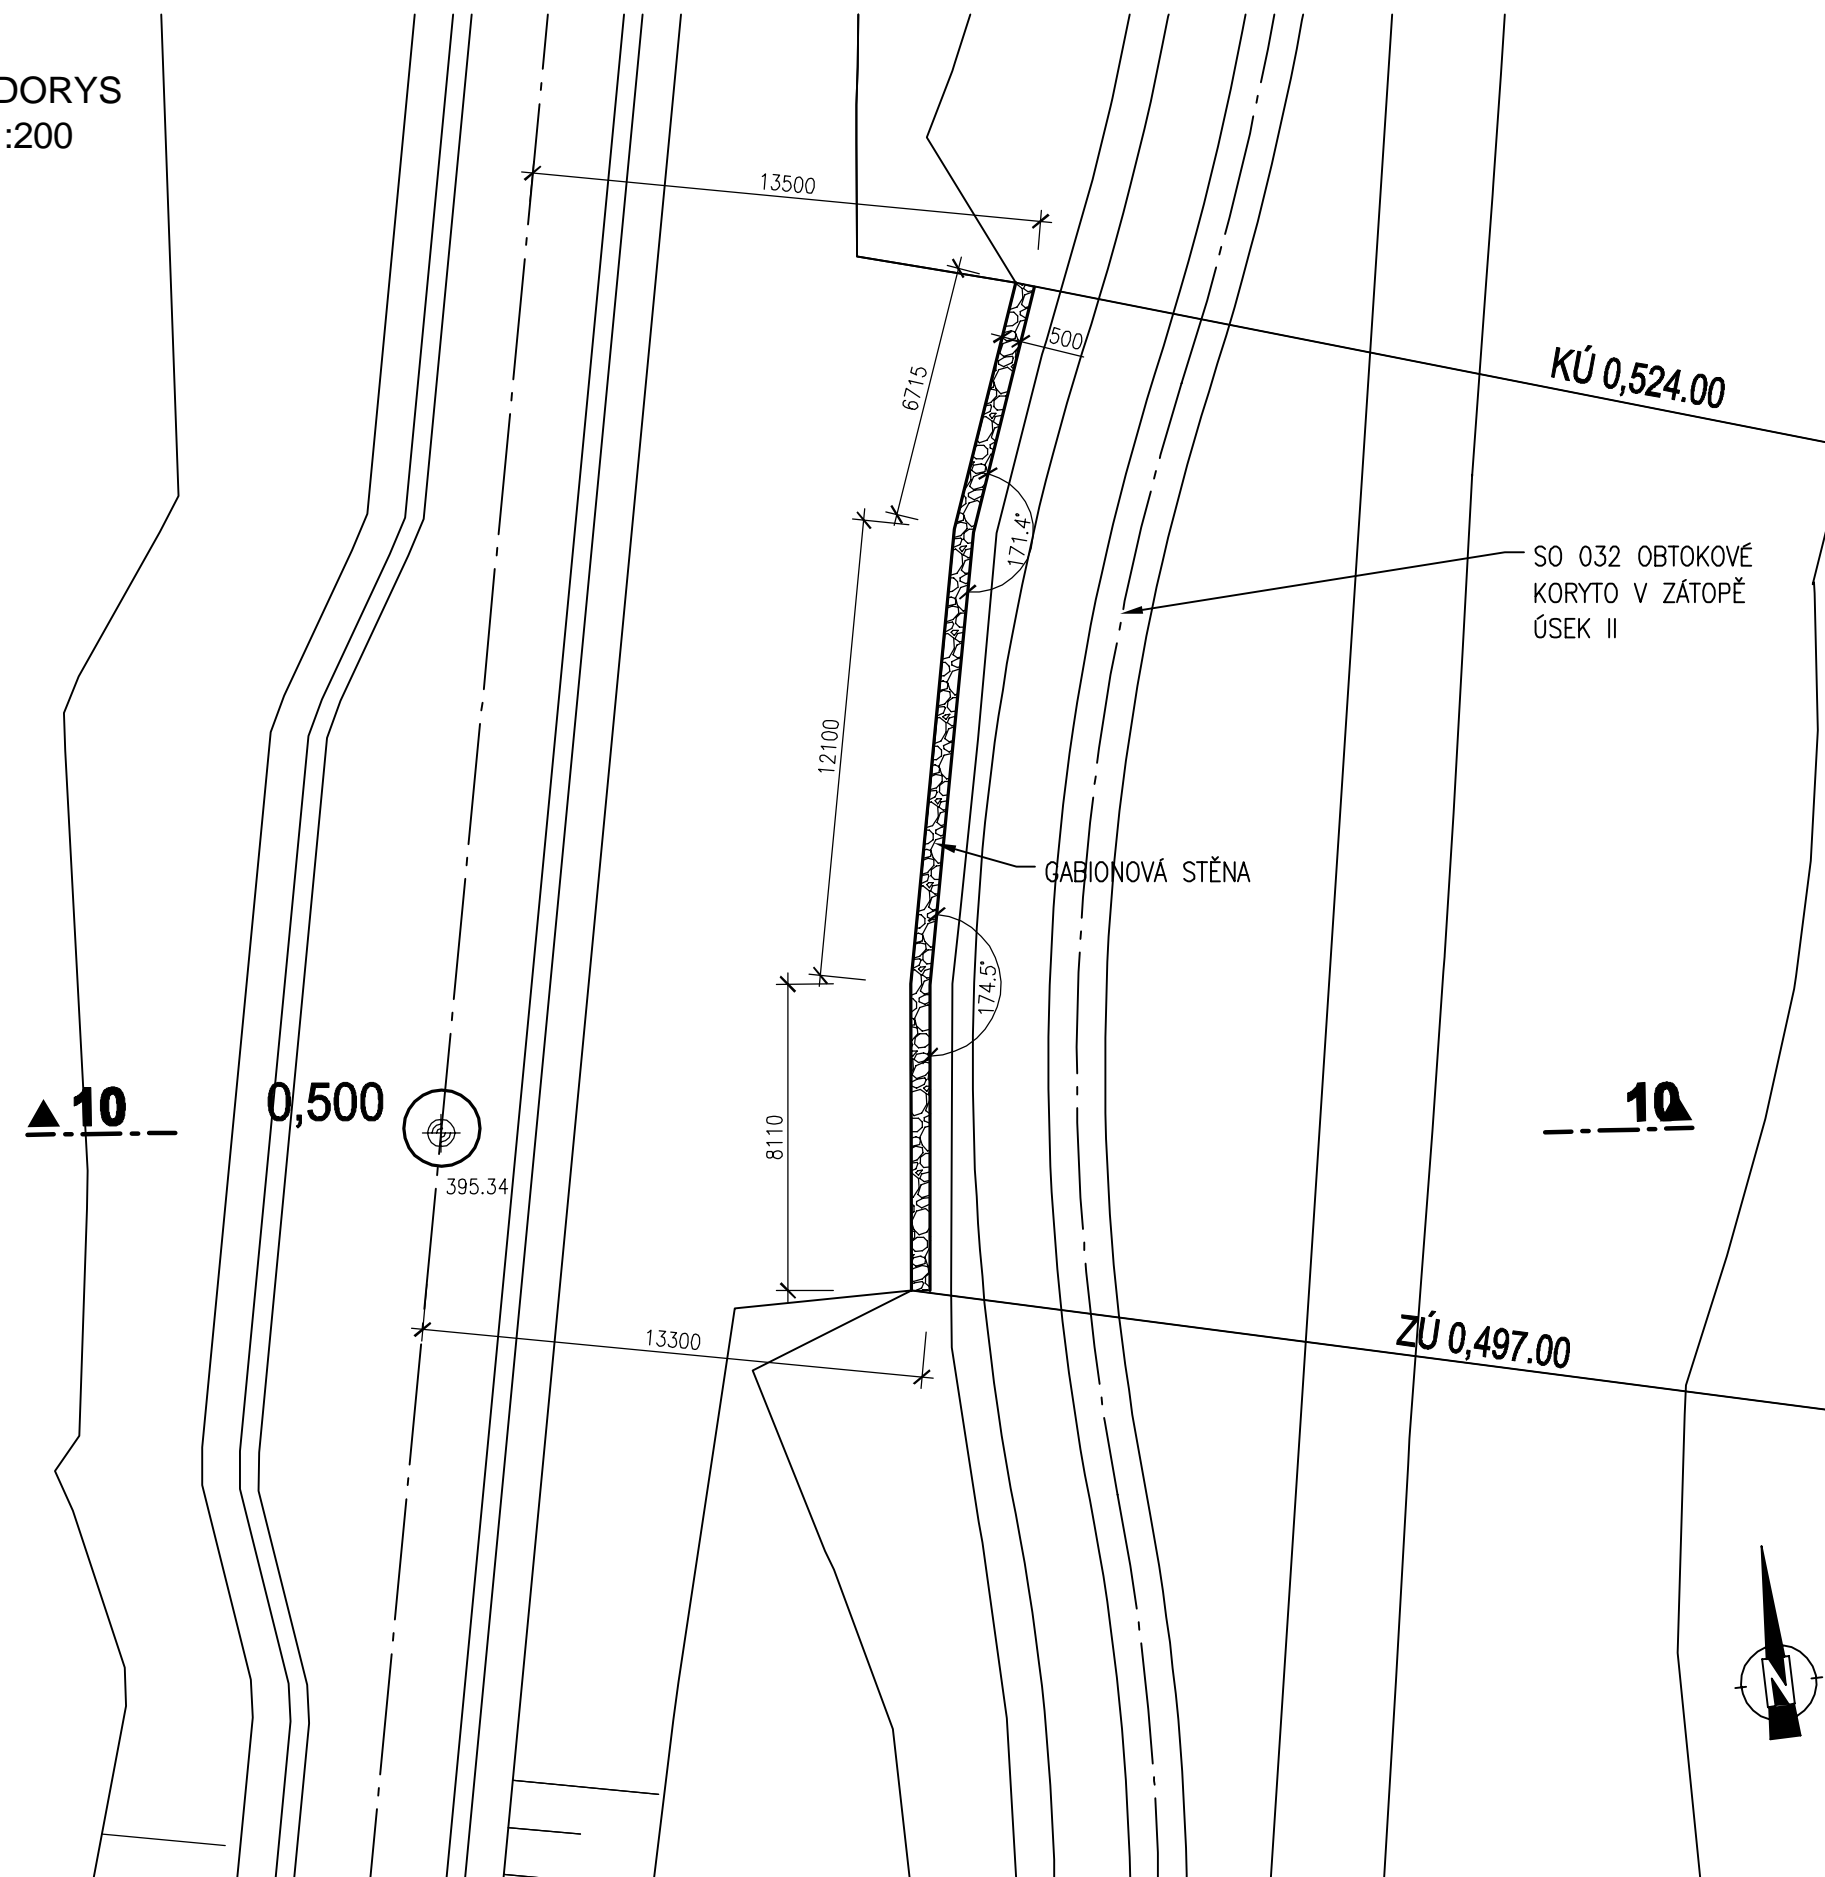 DORYS
:200
13500
500
6715
KÚ 0,524.00
171.4°
SO 032 OBTOKOVÉ
KORYTO V ZÁTOPĚ
ÚSEK II
12100
GABIONOVÁ STĚNA
174.5°
10
0,500
10
8110
395.34
13300
ZÚ 0,497.00
N